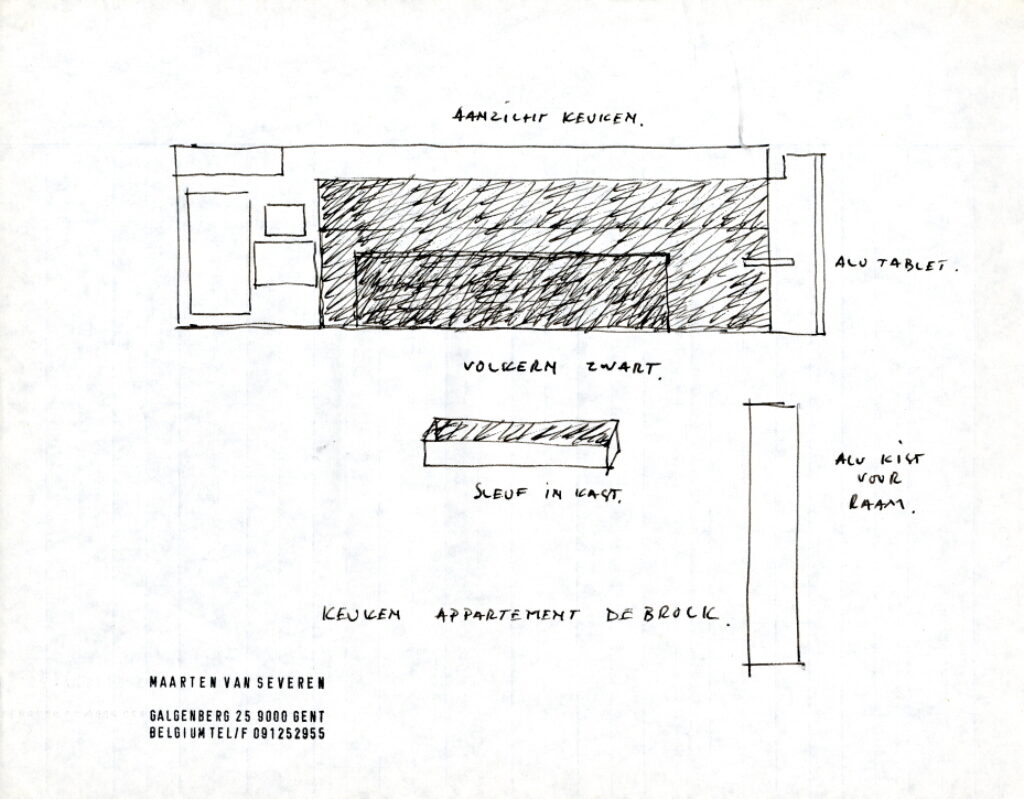 AANZICHT KEUKEN.
ALU TABLET.
VOLKERN ZWART.
ALU KIST
VOOR
RAAM.
SLEUF IN KAST.
KEUKEN APPARTEMENT DE BROCK.
MAARTEN VAN SEVEREN
GALGENBERG 25 9000 GENT
BELGIUM TEL/F 091252955